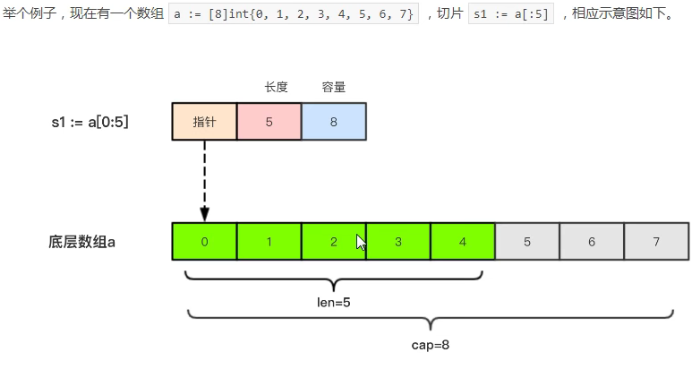 举个例子，现在有一个数组 a := [8]int{0, 1, 2, 3, 4, 5, 6, 7} ，切片 s1 := a[:5] ，相应示意图如下。
长度 容量
s1 := a[0:5] 指针 5 8
底层数组a 0 1 2 3 4 5 6 7
len=5
cap=8